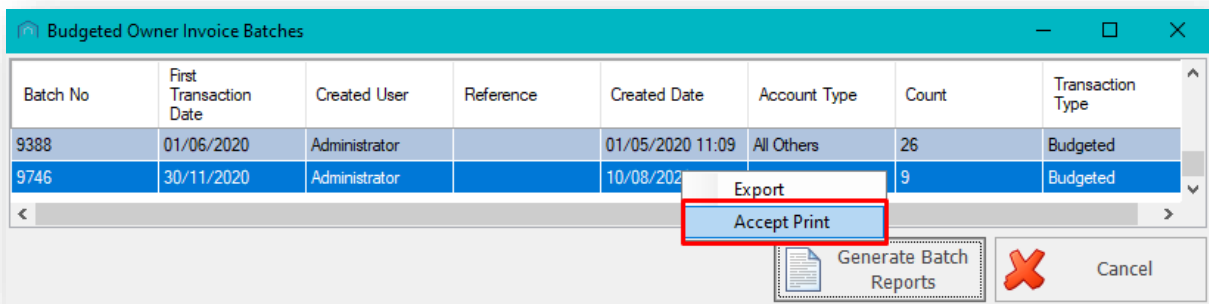 Budgeted Owner Invoice Batches
Batch No First Transaction Date Created User Reference Created Date Account Type Count Transaction Type
9388 01/06/2020 Administrator 01/05/2020 11:09 All Others 26 Budgeted
9746 30/11/2020 Administrator 10/08/202 9 Budgeted
Export
Accept Print
Generate Batch
Reports
Cancel